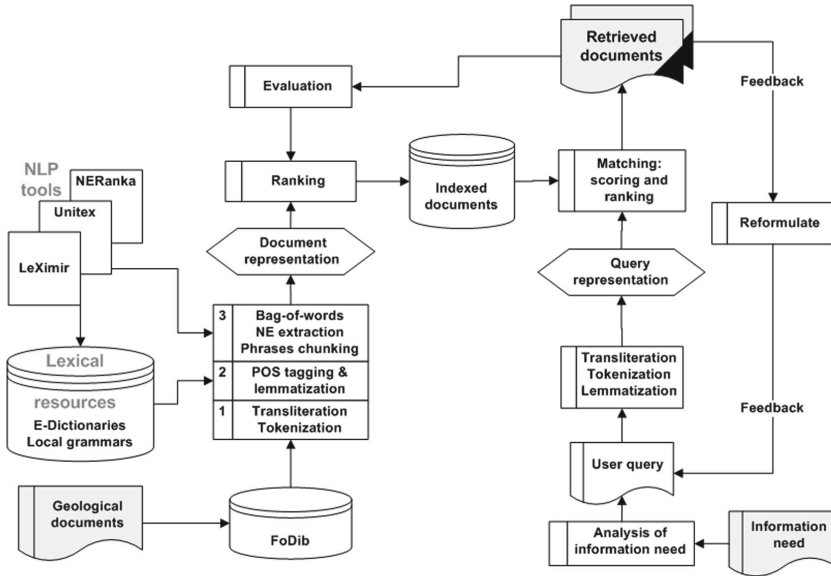 Retrieved
documents
Evaluation
Feedback
NLP
tools
NERanka
Unitex
LeXimir
Ranking
Indexed
documents
Matching:
scoring and
ranking
Reformulate
Document
representation
Query
representation
3 Bag-of-words
NE extraction
Phrases chunking
2 POS tagging &
lemmatization
1 Transliteration
Tokenization
Lexical
resources
E-Dictionaries
Local grammars
Transliteration
Tokenization
Lemmatization
Feedback
User query
Geological
documents
FoDib
Analysis of
information need
Information
need